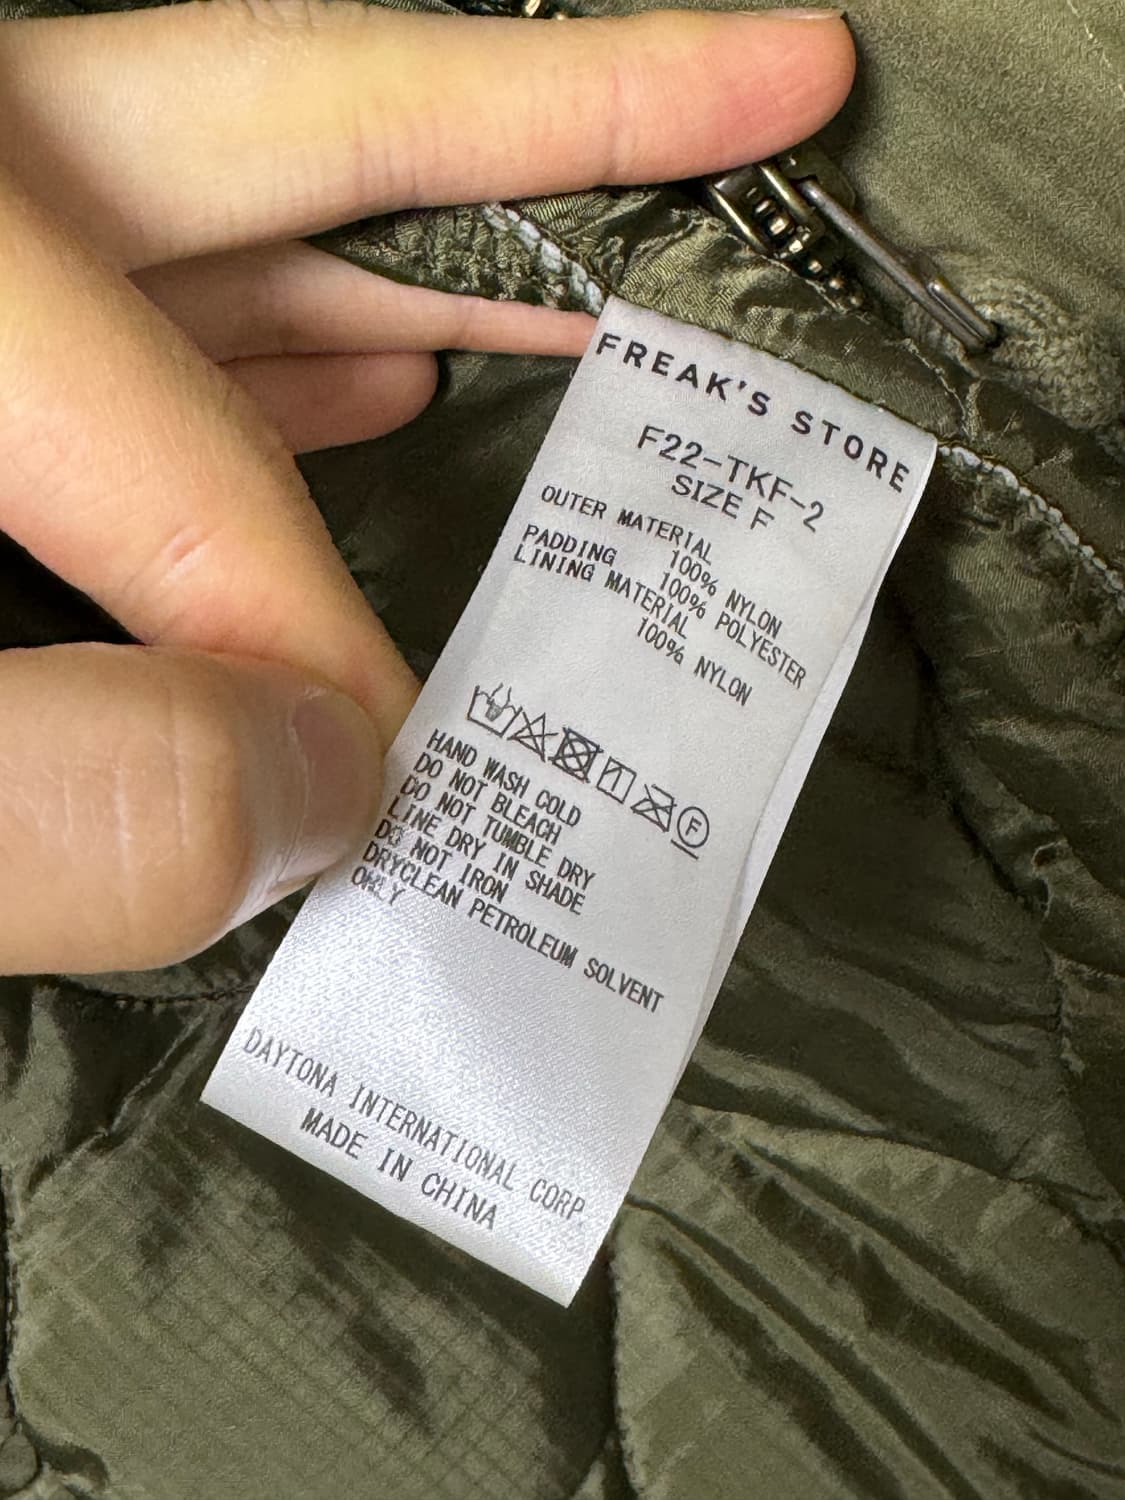 FREAK'S STORE
F22-TKF-2
SIZE F
OUTER MATERIAL
100% NYLON
PADDING 100% POLYESTER
LINING MATERIAL
100% NYLON
F
HAND WASH COLD
DO NOT BLEACH
DO NOT TUMBLE DRY
LINE DRY IN SHADE
DO NOT IRON
DRYCLEAN PETROLEUM SOLVENT
ONLY
DAYTONA INTERNATIONAL CORP.
MADE IN CHINA